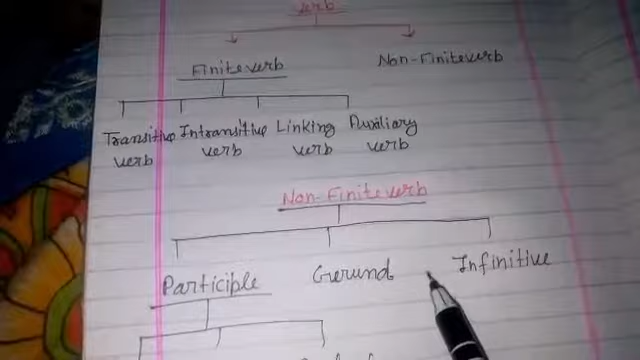 verb
Finite verb
Non-Finite verb
Transitive verb
Intransitive verb
Linking verb
Auxiliary verb
Non-Finite verb
Participle
Gerund
Infinitive